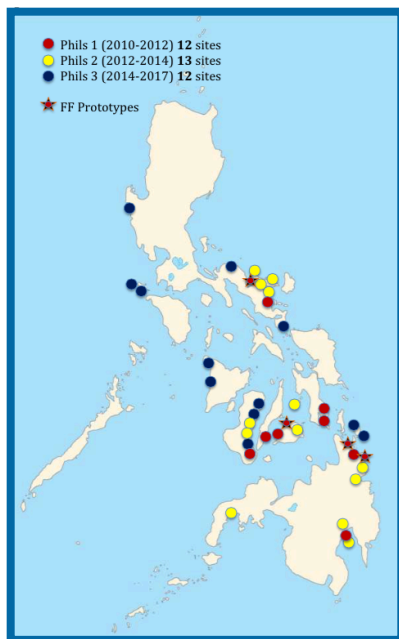 Phils 1 (2010-2012) 12 sites
Phils 2 (2012-2014) 13 sites
Phils 3 (2014-2017) 12 sites
FF Prototypes